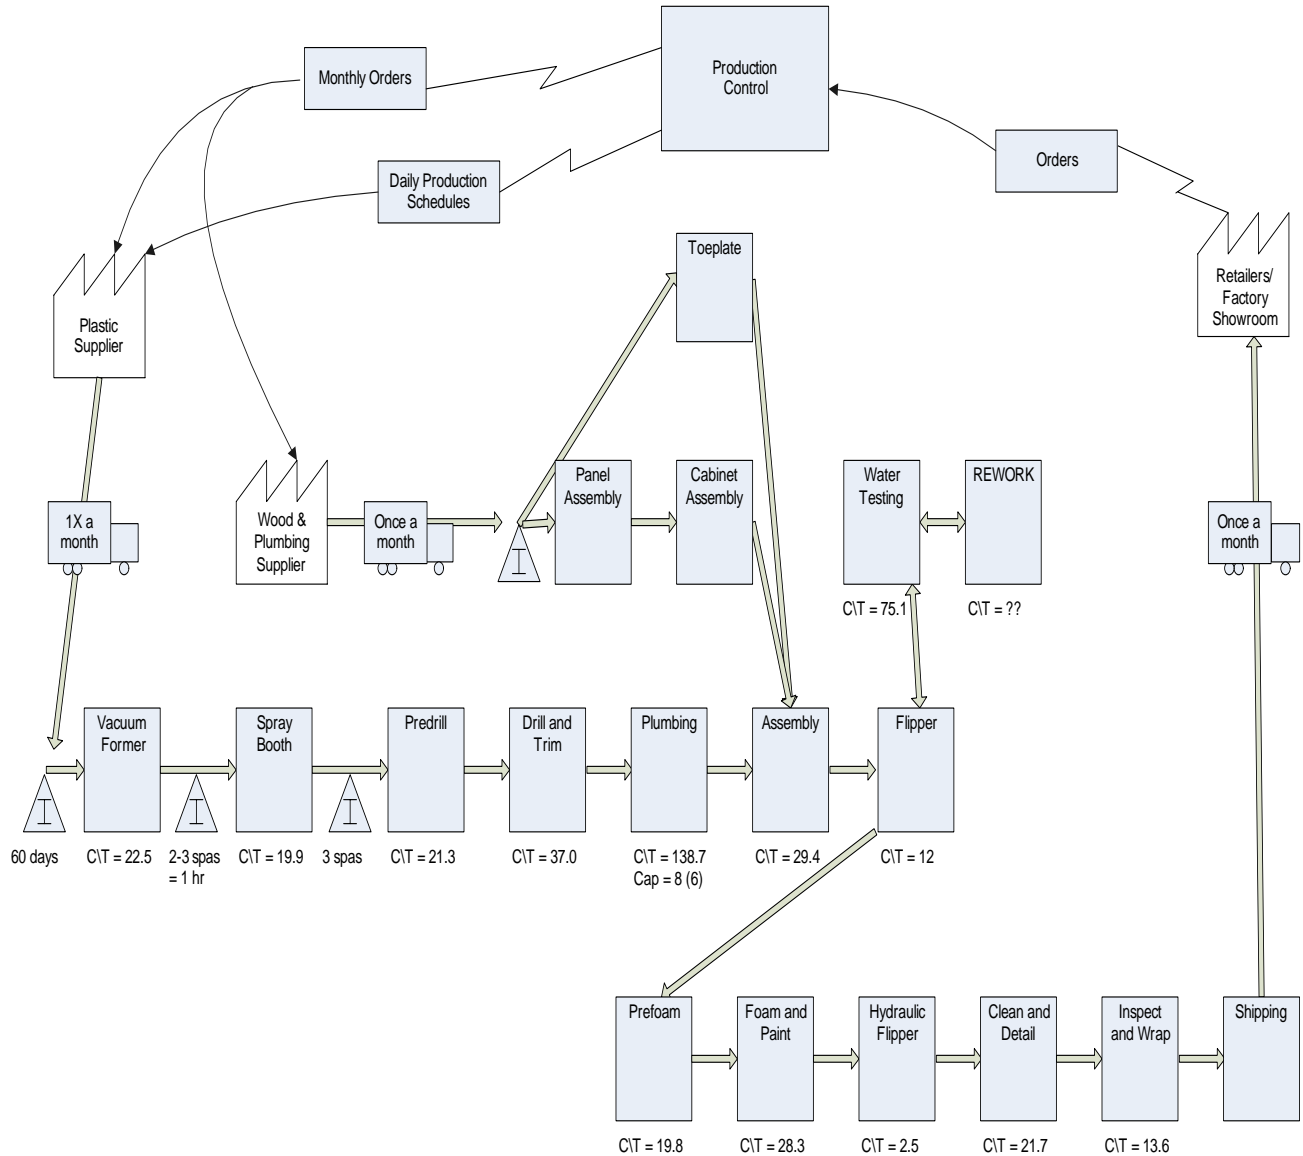 Production
Control
Monthly Orders
Orders
Daily Production
Schedules
Toeplate
Retailers/
Factory
Showroom
Plastic
Supplier
Panel
Assembly
Cabinet
Assembly
Water
Testing
REWORK
1X a
month
Wood &
Plumbing
Supplier
Once a
month
I
Once a
month
C\T = 75.1
C\T = ??
Vacuum
Former
Spray
Booth
Predrill
Drill and
Trim
Plumbing
Assembly
Flipper
I
I
I
60 days
C\T = 22.5
2-3 spas
= 1 hr
C\T = 19.9
3 spas
C\T = 21.3
C\T = 37.0
C\T = 138.7
Cap = 8 (6)
C\T = 29.4
C\T = 12
Prefoam
Foam and
Paint
Hydraulic
Flipper
Clean and
Detail
Inspect
and Wrap
Shipping
C\T = 19.8
C\T = 28.3
C\T = 2.5
C\T = 21.7
C\T = 13.6